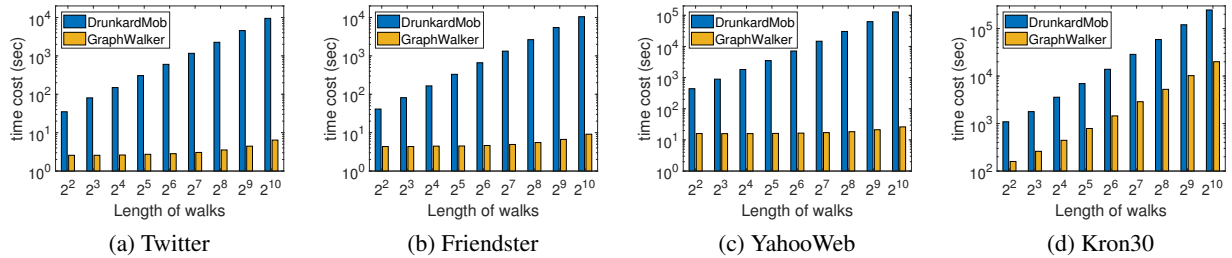 DrunkardMob
GraphWalker
time cost (sec)
10^4
10^3
10^2
10^1
10^0
2^2 2^3 2^4 2^5 2^6 2^7 2^8 2^9 2^10
Length of walks
(a) Twitter
DrunkardMob
GraphWalker
time cost (sec)
10^4
10^3
10^2
10^1
10^0
2^2 2^3 2^4 2^5 2^6 2^7 2^8 2^9 2^10
Length of walks
(b) Friendster
DrunkardMob
GraphWalker
time cost (sec)
10^5
10^4
10^3
10^2
10^1
10^0
2^2 2^3 2^4 2^5 2^6 2^7 2^8 2^9 2^10
Length of walks
(c) YahooWeb
DrunkardMob
GraphWalker
time cost (sec)
10^5
10^4
10^3
10^2
2^2 2^3 2^4 2^5 2^6 2^7 2^8 2^9 2^10
Length of walks
(d) Kron30